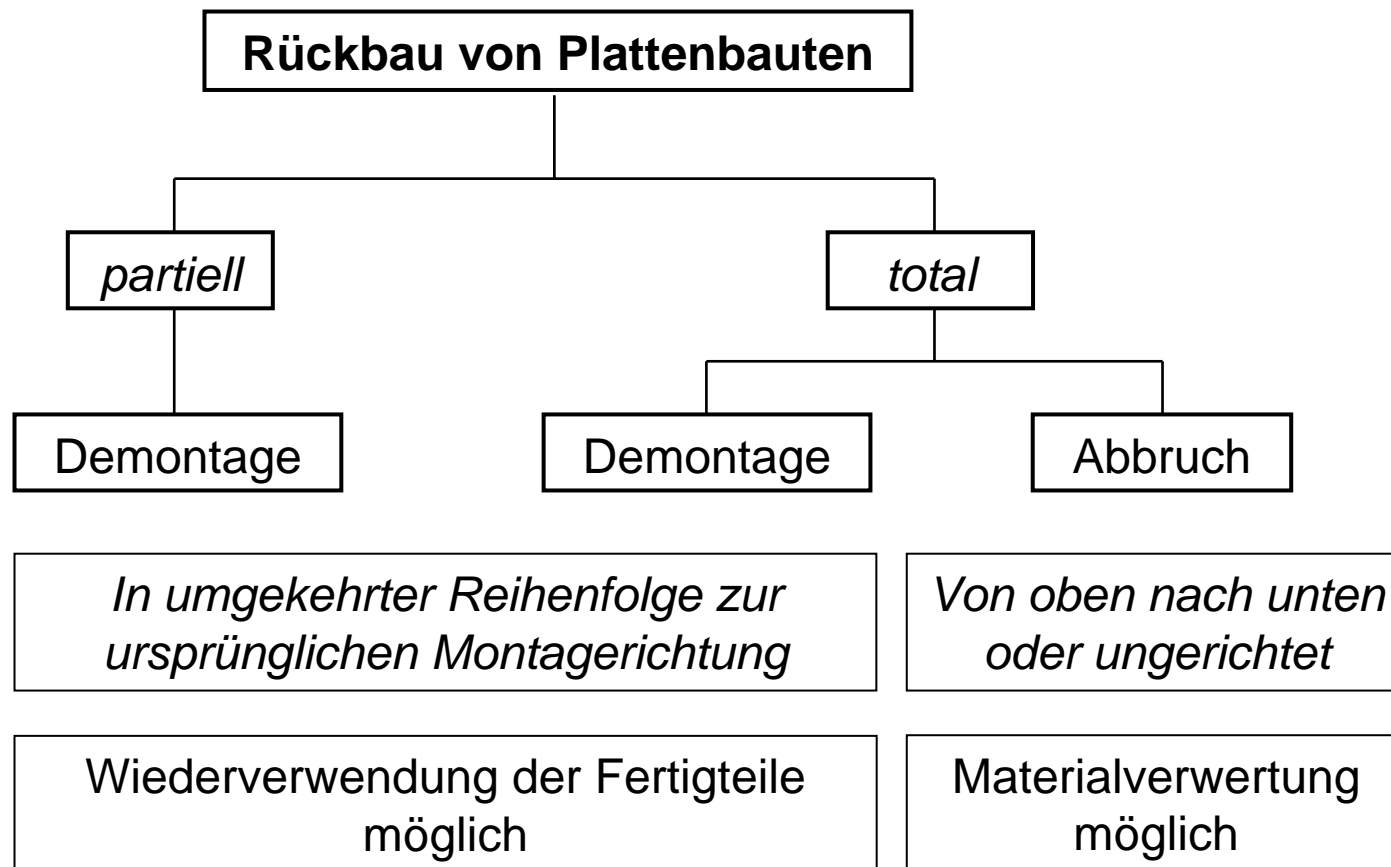 Rückbau von Plattenbauten
partiell
total
Demontage
Demontage
Abbruch
In umgekehrter Reihenfolge zur
ursprünglichen Montagerichtung
Von oben nach unten
oder ungerichtet
Wiederverwendung der Fertigteile
möglich
Materialverwertung
möglich